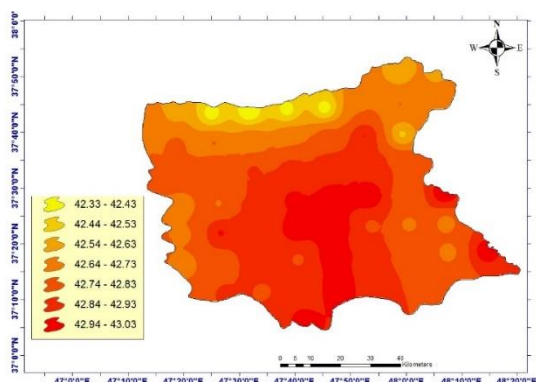 N
W E
S
38°0'0"N
37°50'0"N
37°40'0"N
37°30'0"N
37°20'0"N
37°10'0"N
37°0'0"N
42.33 - 42.43
42.44 - 42.53
42.54 - 42.63
42.64 - 42.73
42.74 - 42.83
42.84 - 42.93
42.94 - 43.03
0 5 10 20 30 40
Kilometers
47°0'0"E 47°10'0"E 47°20'0"E 47°30'0"E 47°40'0"E 47°50'0"E 48°0'0"E 48°10'0"E 48°20'0"E